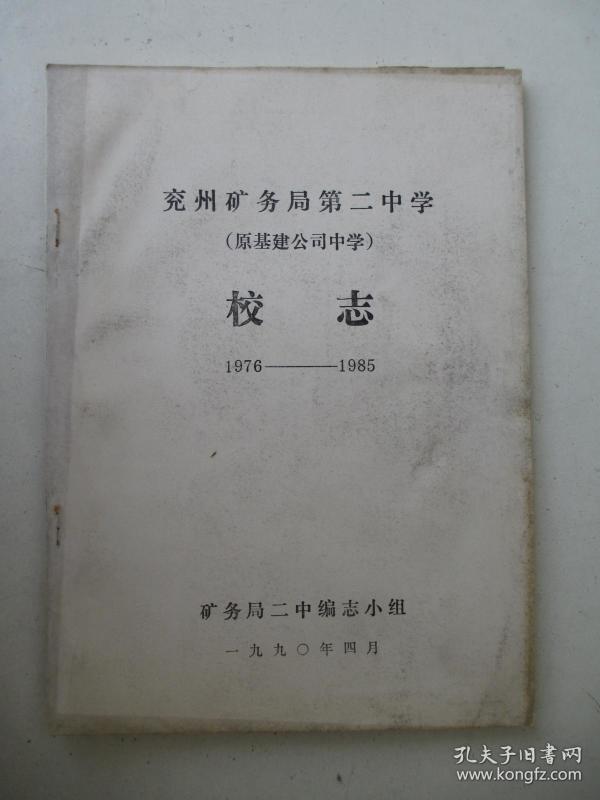 兖州矿务局第二中学
（原基建公司中学）
校 志
1976———1985
矿务局二中编志小组
一九九〇年四月
孔夫子旧书网
www.kongfz.com